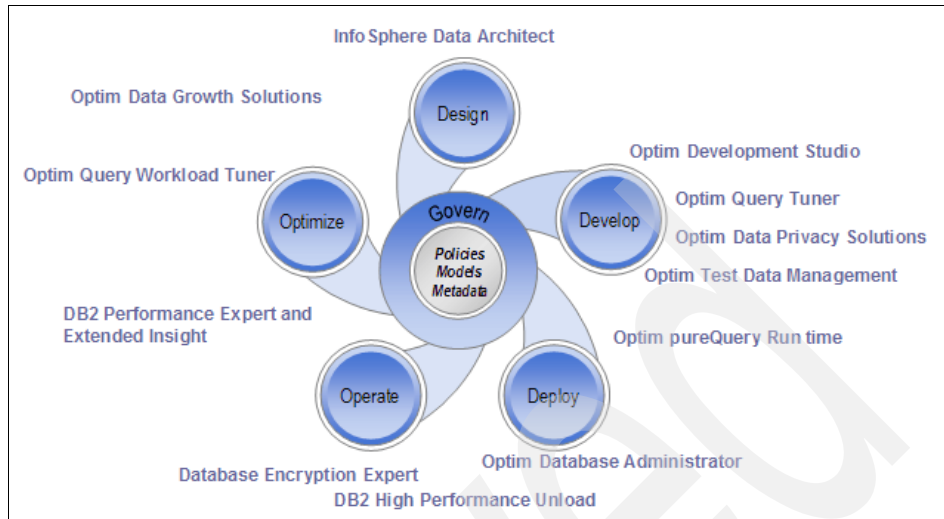 InfoSphere Data Architect
Optim Data Growth Solutions
Design
Optim Development Studio
Optim Query Workload Tuner
Optim Query Tuner
Optimize
Govern
Develop
Optim Data Privacy Solutions
Policies
Models
Metadata
Optim Test Data Management
DB2 Performance Expert and
Extended Insight
Optim pureQuery Run time
Operate
Deploy
Optim Database Administrator
Database Encryption Expert
DB2 High Performance Unload